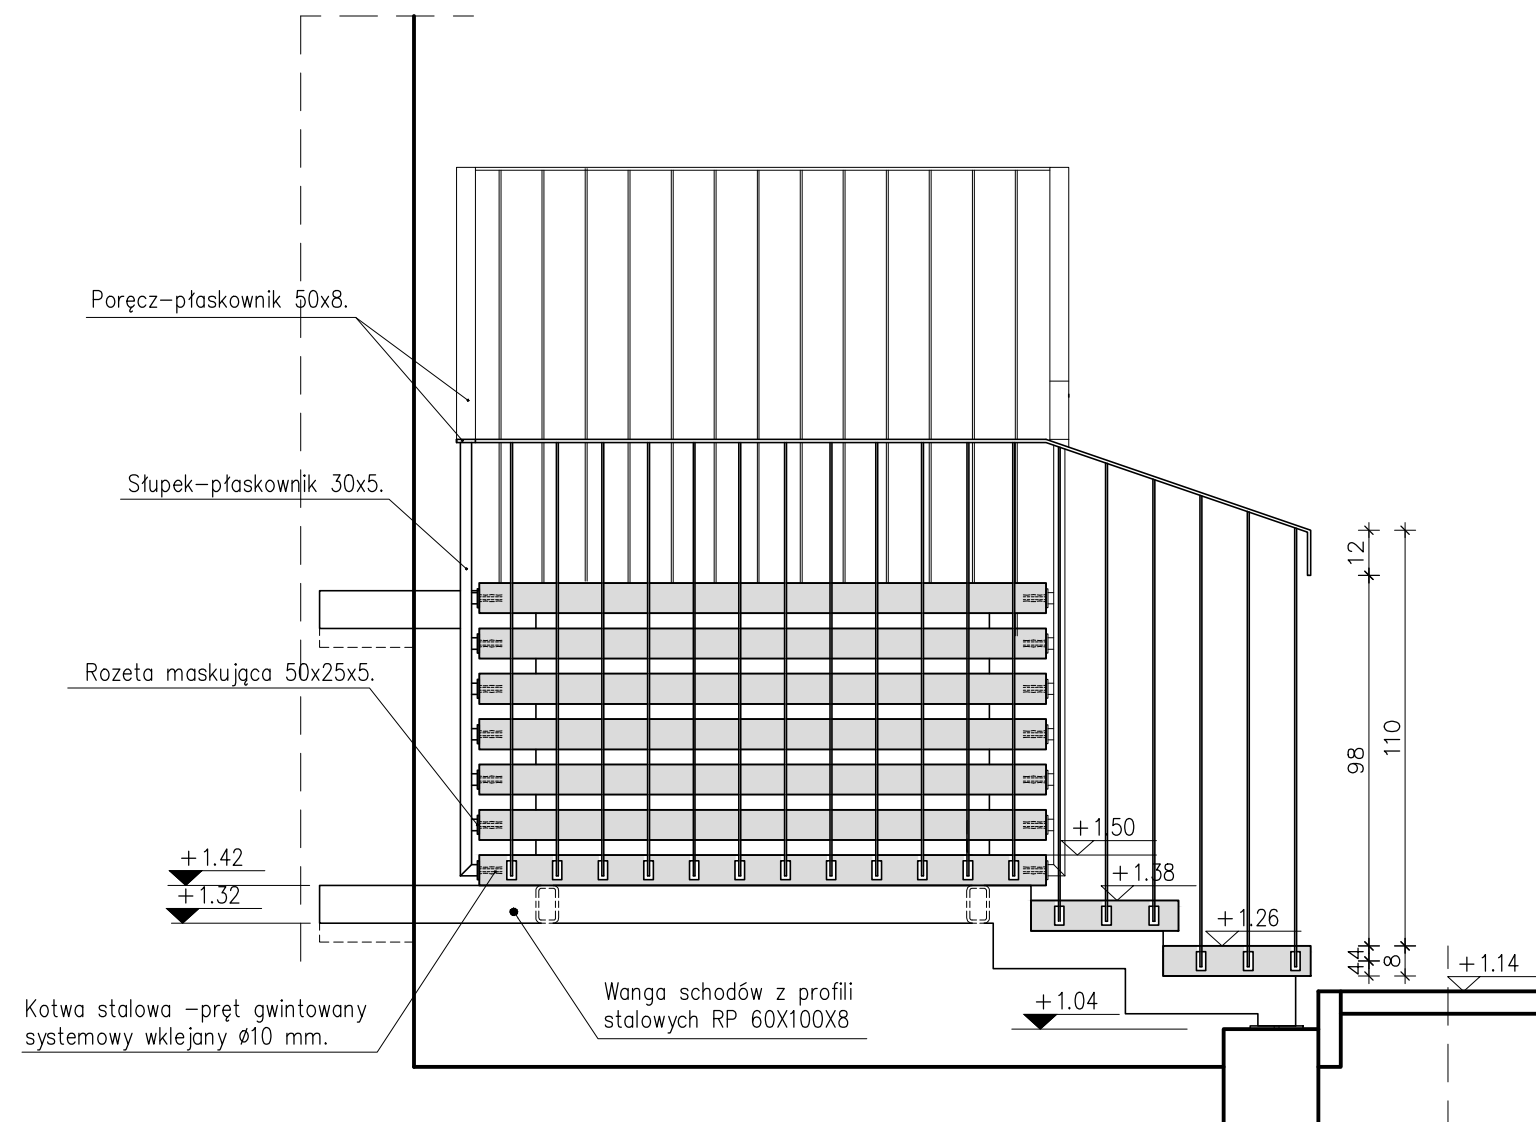 Poręcz-płaskownik 50x8.
Słupek-płaskownik 30x5.
12
98
110
Rozeta maskująca 50x25x5.
+1.50
+1.42
+1.38
+1.32
+1.26
44
8
+1.14
Kotwa stalowa -pręt gwintowany
systemowy wklejany ø10 mm.
Wanga schodów z profili
stalowych RP 60X100X8
+1.04